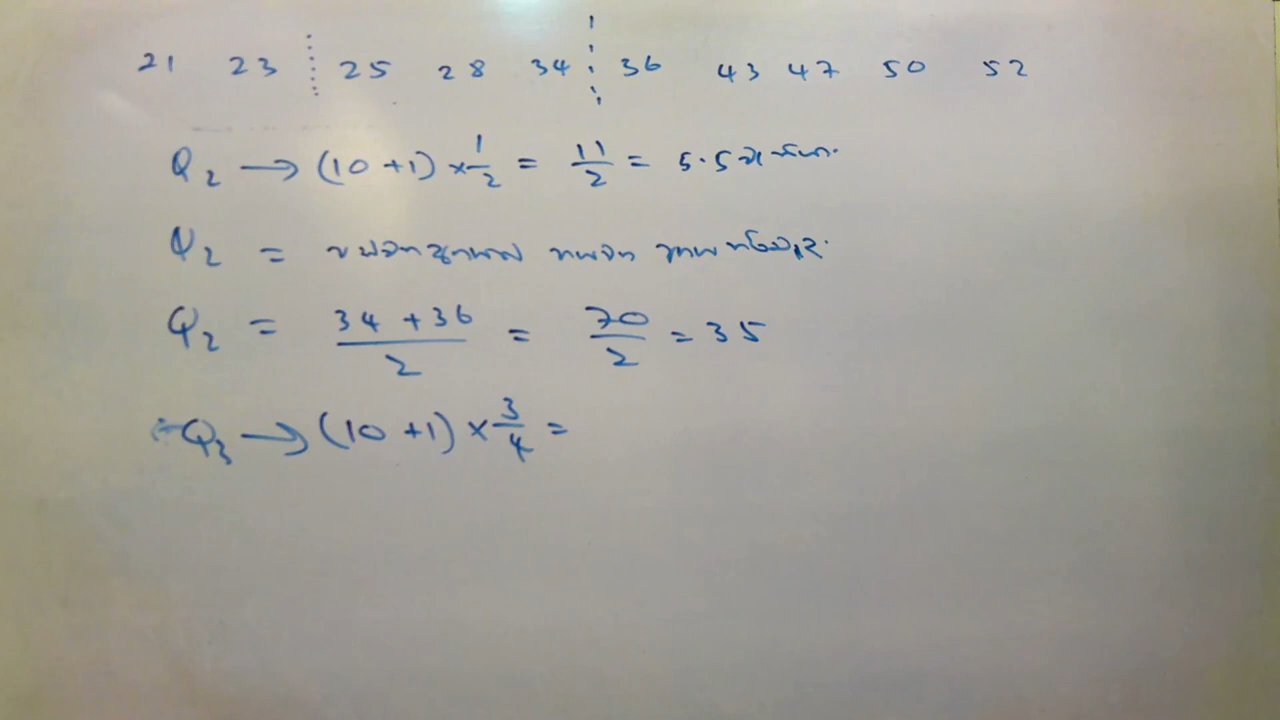 21 23 25 28 34 36 43 47 50 52
Q₂ → (10 + 1) × 1/2 = 11/2 = 5.5
Q₂ =
Q₂ = (34 + 36)/2 = 70/2 = 35
Q₃ → (10 + 1) × 3/4 =